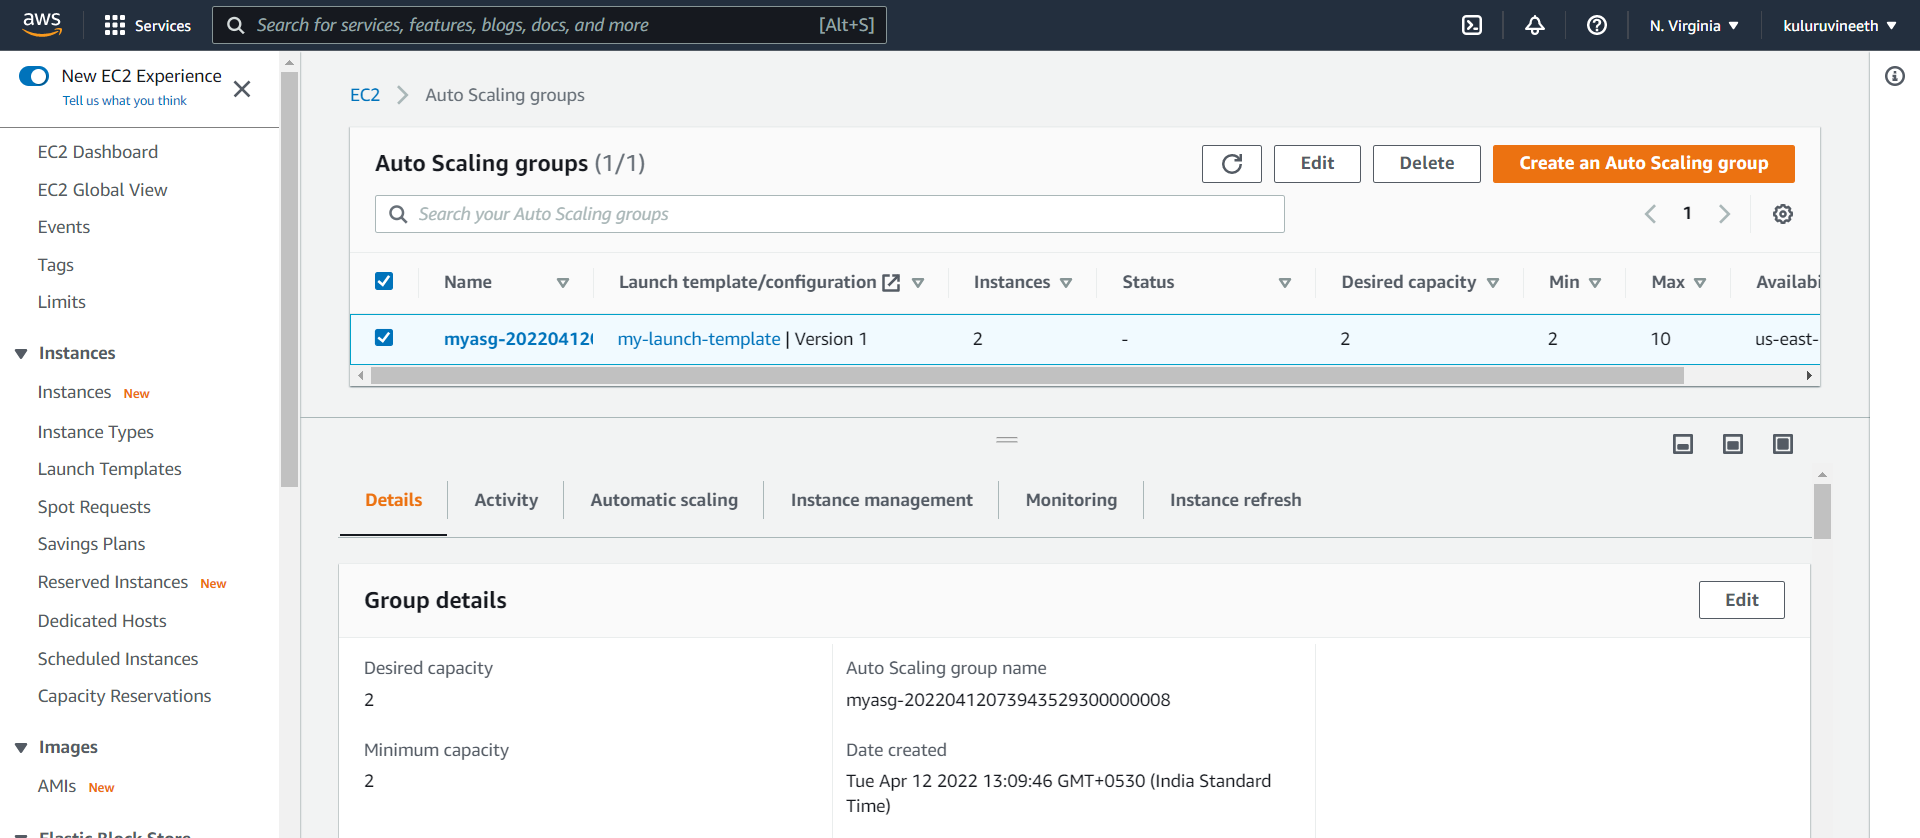 aws
Services
Search for services, features, blogs, docs, and more [Alt+S]
N. Virginia
kuluruvineeth
New EC2 Experience
Tell us what you think
EC2 Dashboard
EC2 Global View
Events
Tags
Limits
Instances
Instances New
Instance Types
Launch Templates
Spot Requests
Savings Plans
Reserved Instances New
Dedicated Hosts
Scheduled Instances
Capacity Reservations
Images
AMIs New
Elastic Block Store
EC2 > Auto Scaling groups
Auto Scaling groups (1/1)
Edit
Delete
Create an Auto Scaling group
Search your Auto Scaling groups
1
Name Launch template/configuration Instances Status Desired capacity Min Max Availabi
myasg-20220412( my-launch-template | Version 1 2 - 2 2 10 us-east-
Details Activity Automatic scaling Instance management Monitoring Instance refresh
Group details
Edit
Desired capacity
2
Minimum capacity
2
Auto Scaling group name
myasg-20220412073943529300000008
Date created
Tue Apr 12 2022 13:09:46 GMT+0530 (India Standard
Time)